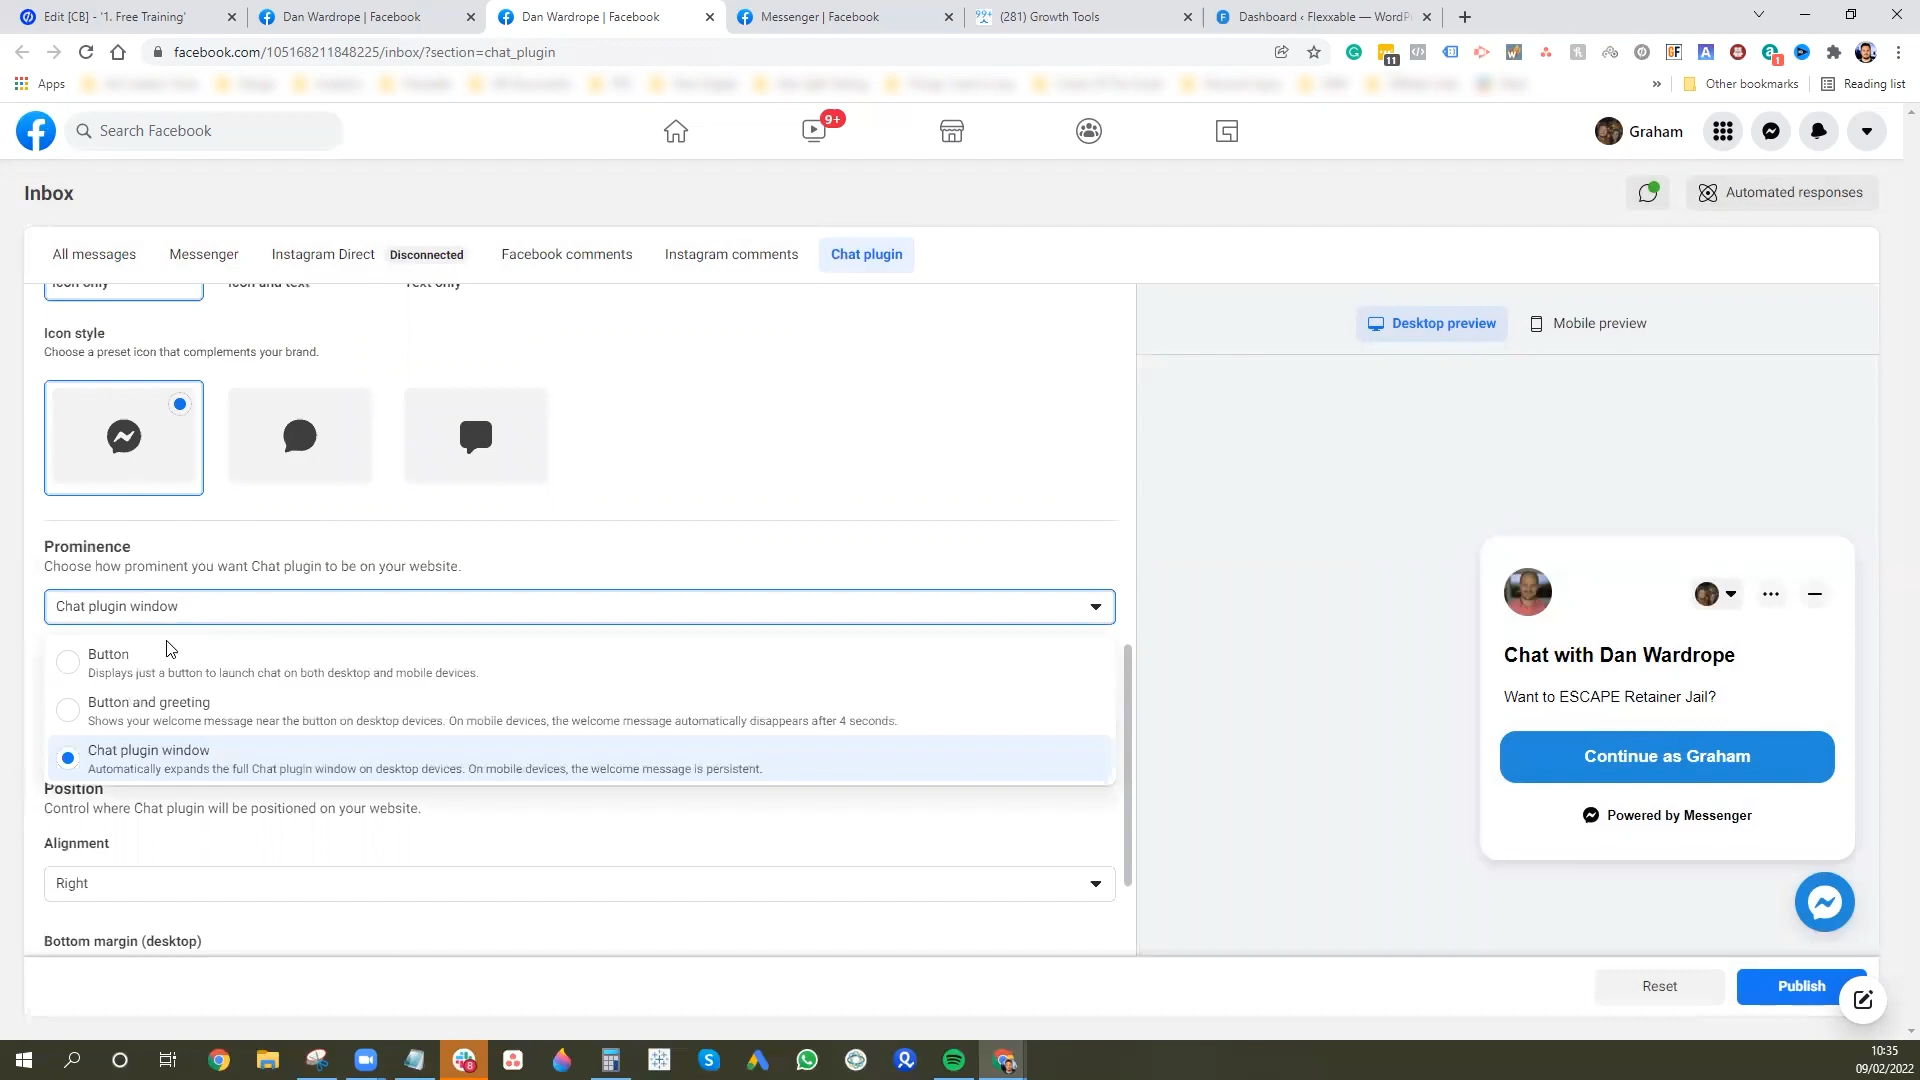 Edit [CB] - '1. Free Training'
Dan Wardrope | Facebook
Dan Wardrope | Facebook
Messenger | Facebook
99+
(281) Growth Tools
Dashboard ‹ Flexxable — WordP
facebook.com/105168211848225/inbox/?section=chat_plugin
11
GF
1
Apps
»
Other bookmarks
Reading list
Search Facebook
9+
Graham
Inbox
Automated responses
All messages
Messenger
Instagram Direct
Disconnected
Facebook comments
Instagram comments
Chat plugin
Icon only
Icon and text
Text only
Icon style
Choose a preset icon that complements your brand.
Prominence
Choose how prominent you want Chat plugin to be on your website.
Chat plugin window
Button
Displays just a button to launch chat on both desktop and mobile devices.
Button and greeting
Shows your welcome message near the button on desktop devices. On mobile devices, the welcome message automatically disappears after 4 seconds.
Chat plugin window
Automatically expands the full Chat plugin window on desktop devices. On mobile devices, the welcome message is persistent.
Position
Control where Chat plugin will be positioned on your website.
Alignment
Right
Bottom margin (desktop)
Desktop preview
Mobile preview
Chat with Dan Wardrope
Want to ESCAPE Retainer Jail?
Continue as Graham
Powered by Messenger
Reset
Publish
8
10:35
09/02/2022